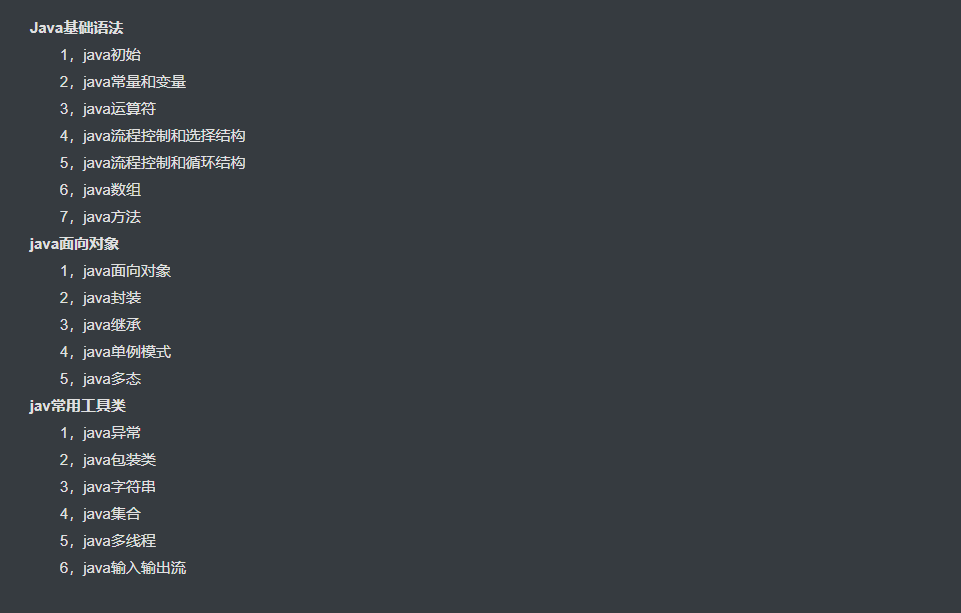 Java基础语法
1，java初始
2，java常量和变量
3，java运算符
4，java流程控制和选择结构
5，java流程控制和循环结构
6，java数组
7，java方法
java面向对象
1，java面向对象
2，java封装
3，java继承
4，java单例模式
5，java多态
jav常用工具类
1，java异常
2，java包装类
3，java字符串
4，java集合
5，java多线程
6，java输入输出流